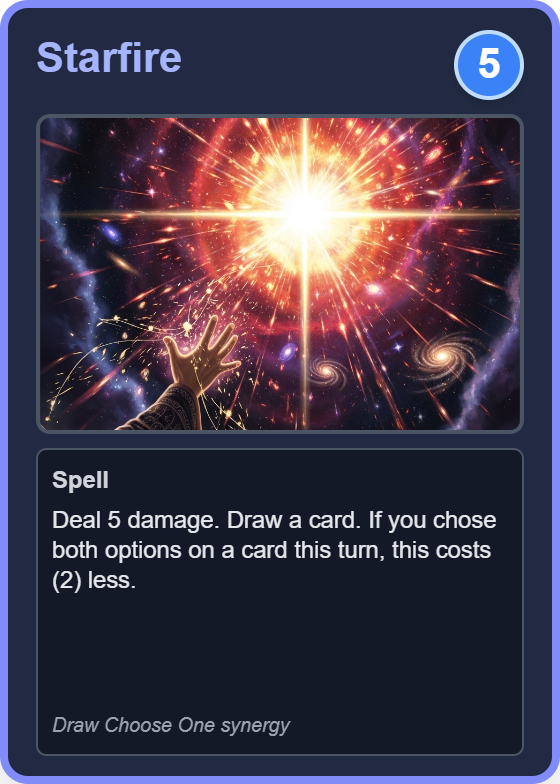 Starfire
5
Spell
Deal 5 damage. Draw a card. If you chose
both options on a card this turn, this costs
(2) less.
Draw Choose One synergy